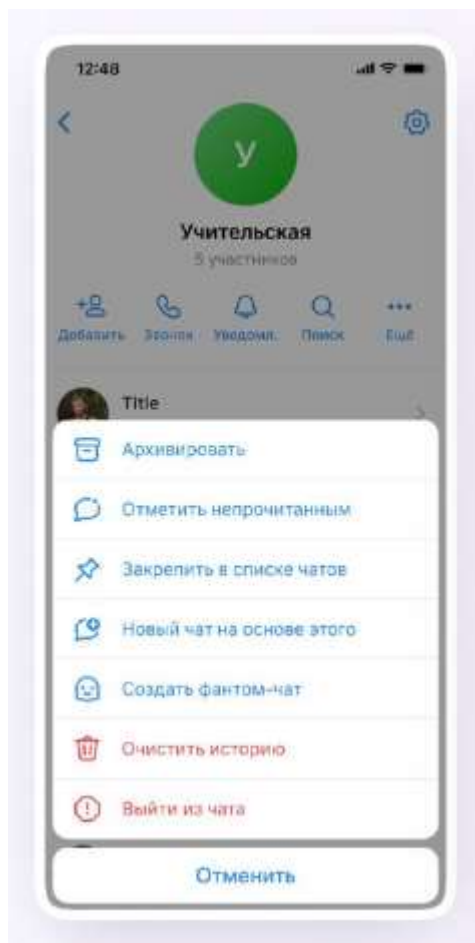 12:48
У
Учительская
5 участников
Добавить Звонок Уведомл. Поиск Ещё
Title
Архивировать
Отметить непрочитанным
Закрепить в списке чатов
Новый чат на основе этого
Создать фантом-чат
Очистить историю
Выйти из чата
Отменить